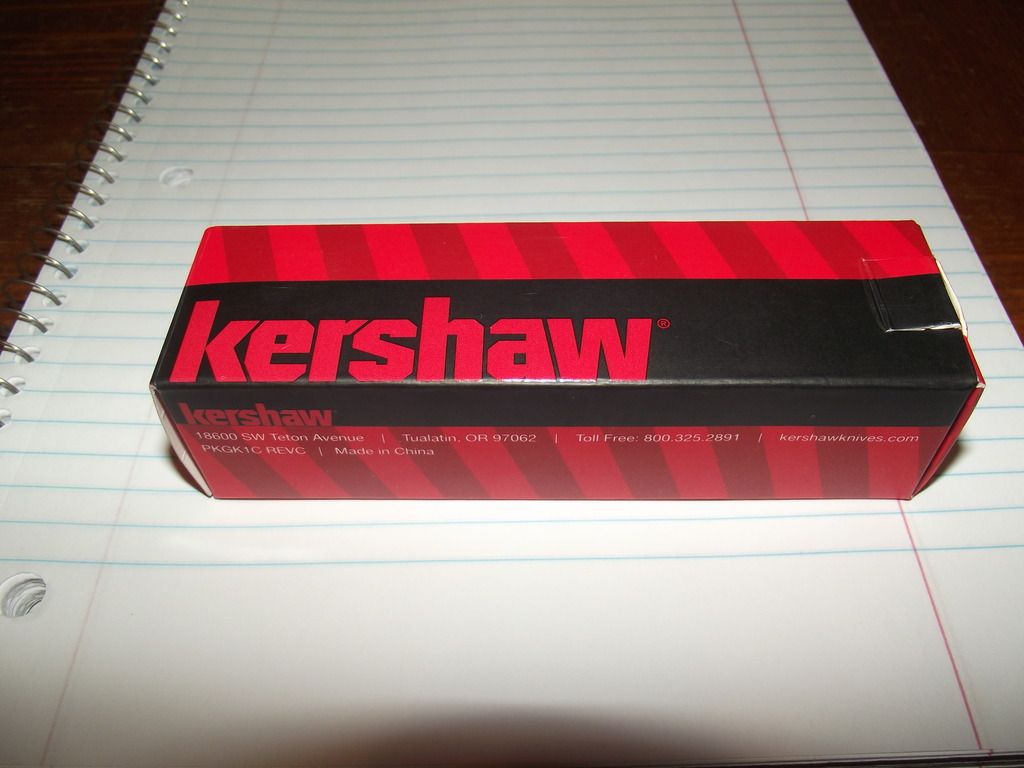 kershaw®
kershaw
18600 SW Teton Avenue | Tualatin, OR 97062 | Toll Free: 800.325.2891 | kershawknives.com
PKGK1C REVC | Made in China